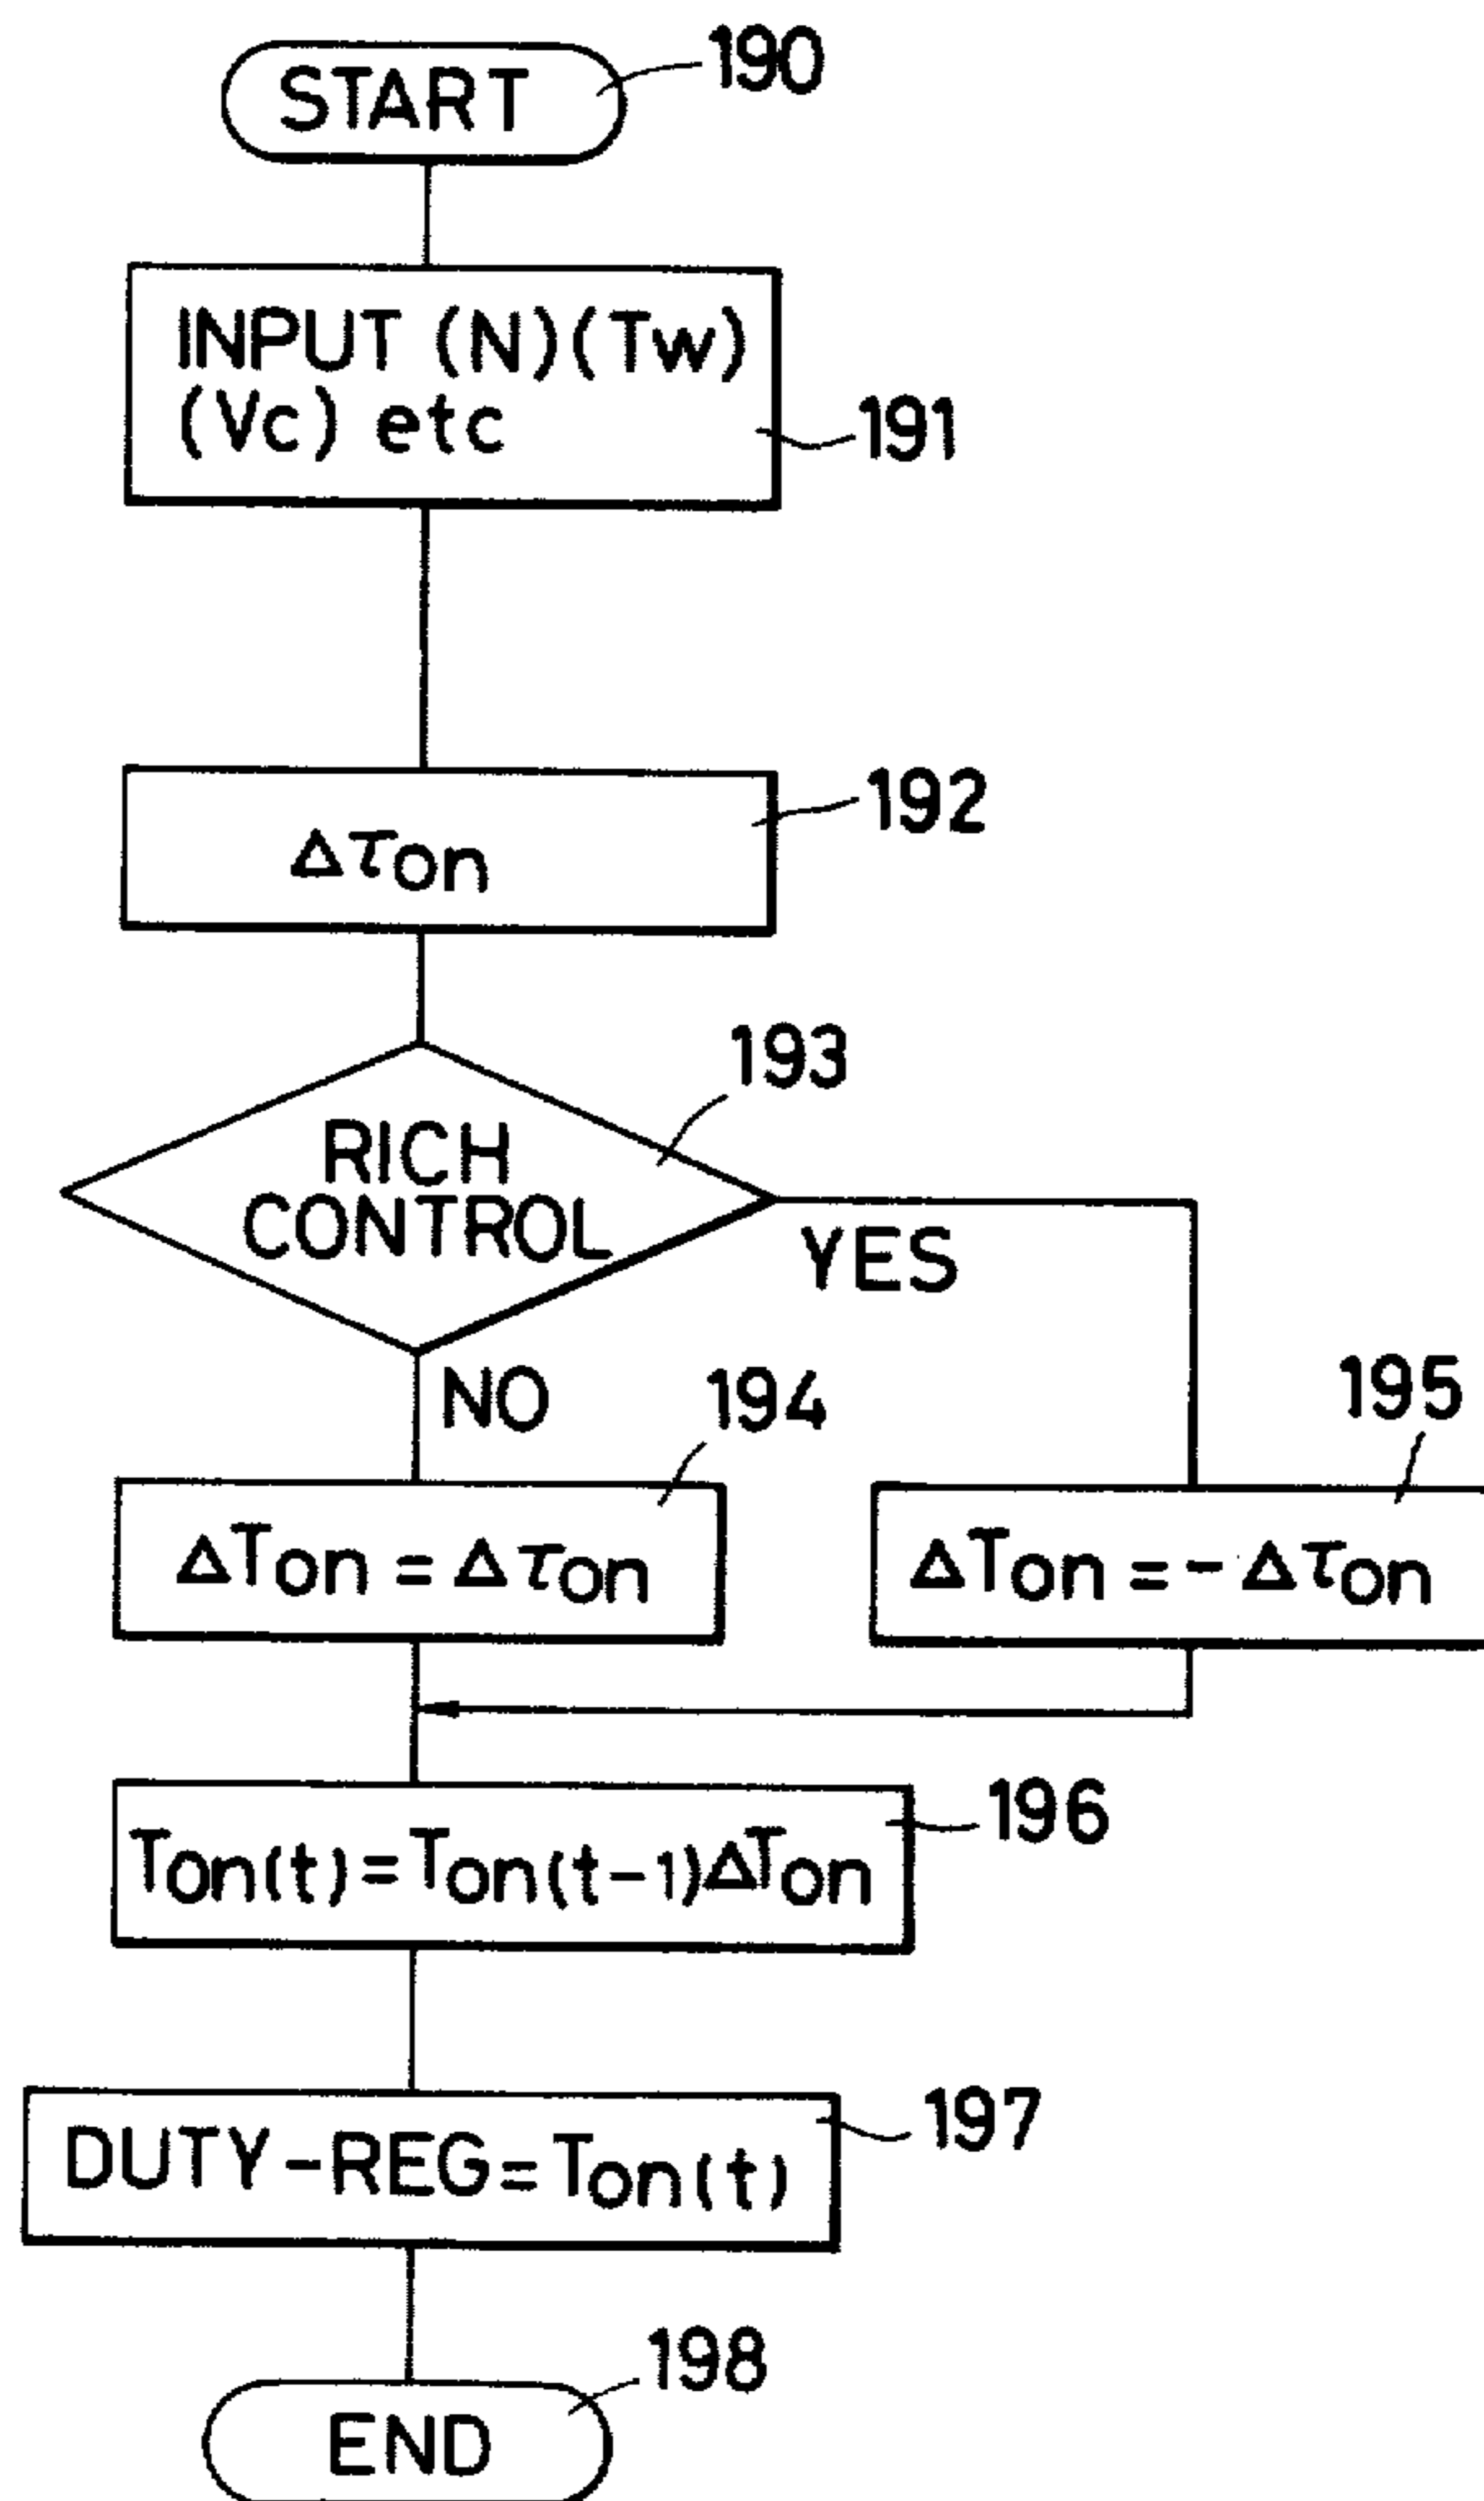 START
190
INPUT (N)(Tw)
(Vc) etc
191
192
Δτon
193
RICH
CONTROL
YES
NO
194
195
ΔTon=Δτon
ΔTon=-Δτon
196
Ton(t)=Ton(t-1)ΔTon
197
DUTY-REG=Ton(t)
198
END